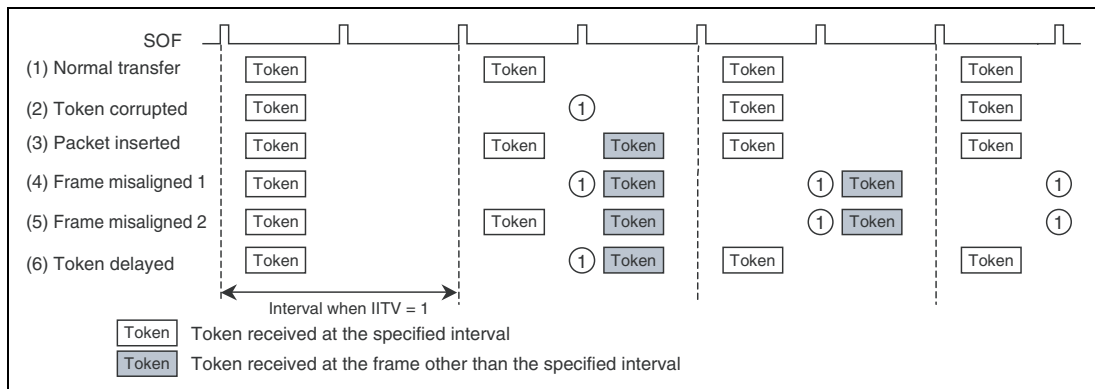 SOF
(1) Normal transfer Token Token Token Token
(2) Token corrupted Token 1 Token Token
(3) Packet inserted Token Token Token Token Token
(4) Frame misaligned 1 Token 1 Token 1 Token 1
(5) Frame misaligned 2 Token Token Token 1 Token 1
(6) Token delayed Token 1 Token Token Token
Interval when IITV = 1
Token Token received at the specified interval
Token Token received at the frame other than the specified interval